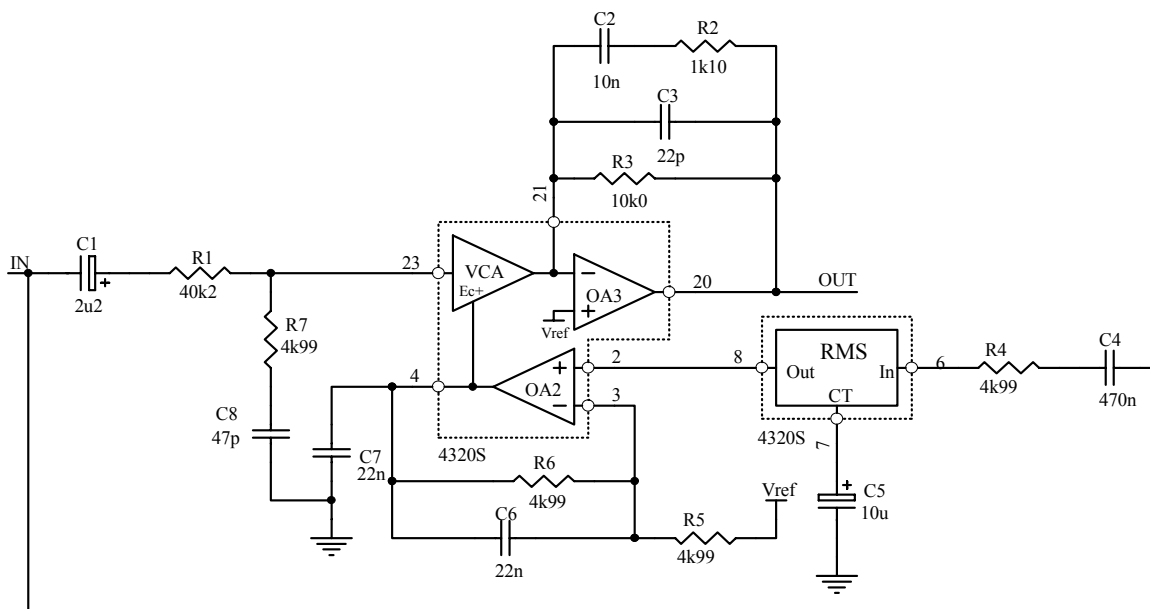 C2
R2
10n
1k10
C3
22p
R3
21
10k0
IN
C1
R1
23
VCA
Ec+
+
2u2
40k2
−
OA3
+
Vref
20
OUT
R7
4k99
4
OA2
+
−
2
3
8
Out
RMS
In
CT
6
R4
4k99
C4
470n
C8
47p
C7
22n
4320S
4320S
7
R6
4k99
Vref
+
C5
10u
C6
22n
R5
4k99